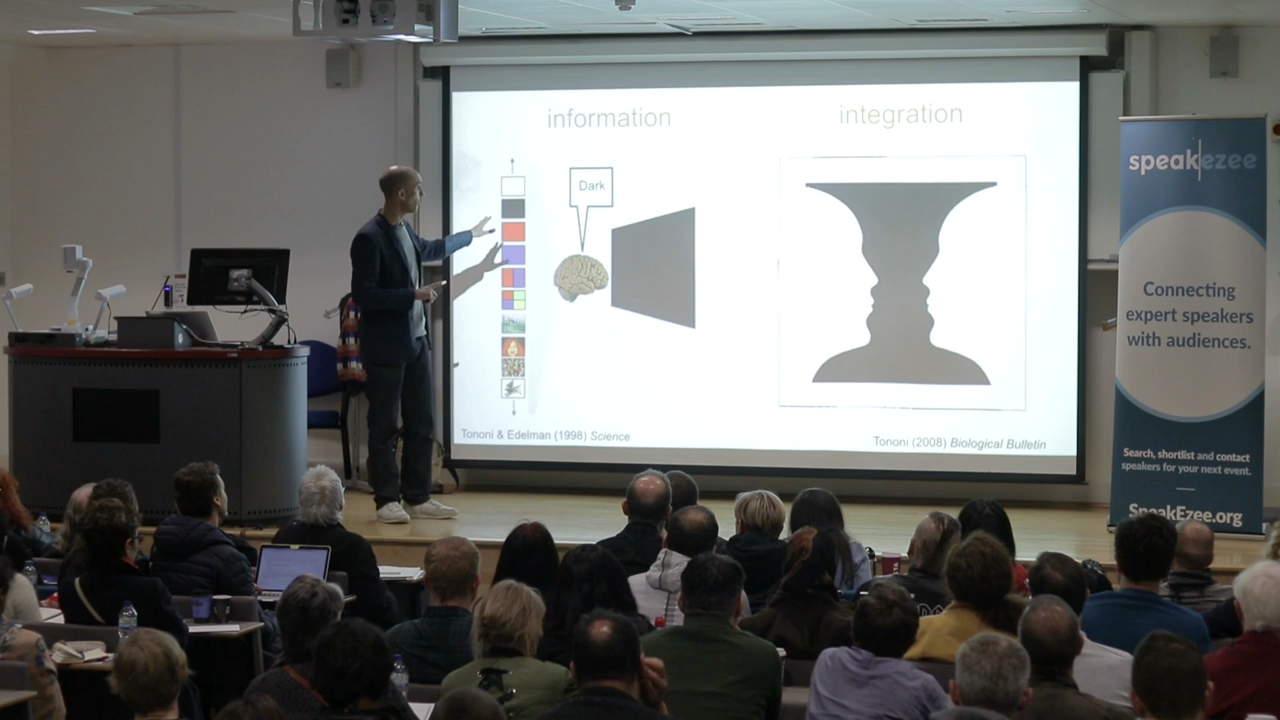 information
integration
Dark
Tononi & Edelman (1998) Science
Tononi (2008) Biological Bulletin
speakezee
Connecting
expert speakers
with audiences.
Search, shortlist and contact
speakers for your next event.
SpeakEzee.org